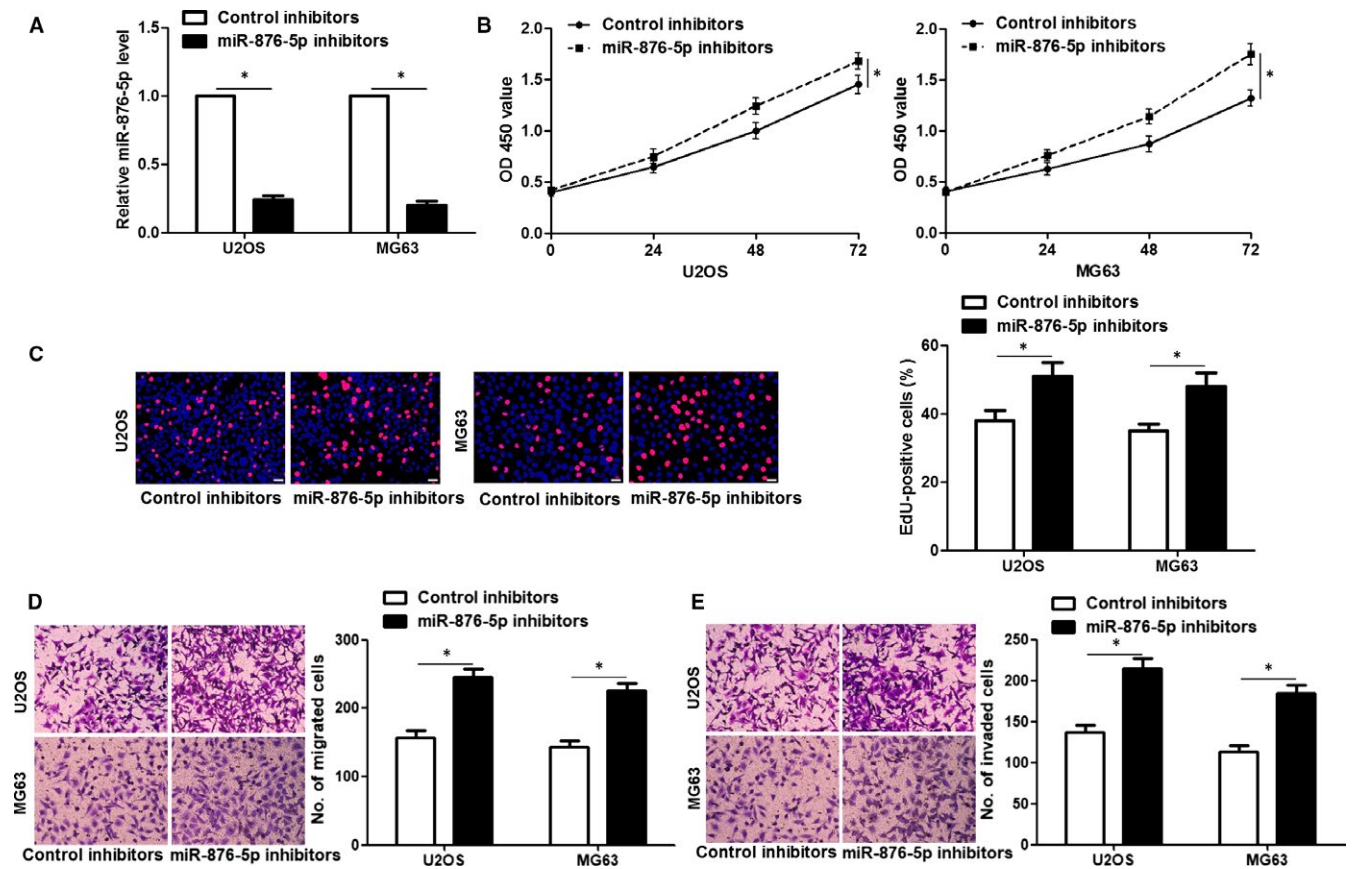 A
Relative miR-876-5p level
1.5
1.0
0.5
0.0
Control inhibitors
miR-876-5p inhibitors
*
*
U2OS
MG63
B
OD 450 value
2.0
1.5
1.0
0.5
0.0
Control inhibitors
miR-876-5p inhibitors
*
0
24
48
72
U2OS
OD 450 value
2.0
1.5
1.0
0.5
0.0
Control inhibitors
miR-876-5p inhibitors
*
0
24
48
72
MG63
C
U2OS
Control inhibitors
miR-876-5p inhibitors
MG63
Control inhibitors
miR-876-5p inhibitors
Control inhibitors
miR-876-5p inhibitors
EdU-positive cells (%)
60
40
20
0
*
*
U2OS
MG63
D
U2OS
MG63
Control inhibitors
miR-876-5p inhibitors
Control inhibitors
miR-876-5p inhibitors
No. of migrated cells
300
200
100
0
*
*
U2OS
MG63
E
U2OS
MG63
Control inhibitors
miR-876-5p inhibitors
Control inhibitors
miR-876-5p inhibitors
No. of invaded cells
250
200
150
100
50
0
*
*
U2OS
MG63